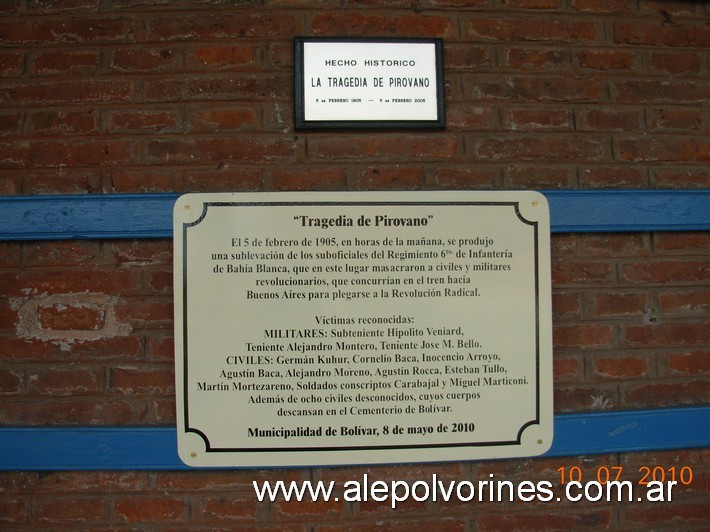 HECHO HISTORICO
LA TRAGEDIA DE PIROVANO
5 DE FEBRERO 1905 — 5 DE FEBRERO 2005
"Tragedia de Pirovano"
El 5 de febrero de 1905, en horas de la mañana, se produjo
una sublevación de los suboficiales del Regimiento 6to de Infantería
de Bahía Blanca, que en este lugar masacraron a civiles y militares
revolucionarios, que concurrían en el tren hacia
Buenos Aires para plegarse a la Revolución Radical.
Víctimas reconocidas:
MILITARES: Subteniente Hipolito Veniard,
Teniente Alejandro Montero, Teniente Jose M. Bello.
CIVILES: Germán Kuhur, Cornelio Baca, Inocencio Arroyo,
Agustín Baca, Alejandro Moreno, Agustín Rocca, Esteban Tullo,
Martín Mortezareno, Soldados conscriptos Carabajal y Miguel Marticoni.
Además de ocho civiles desconocidos, cuyos cuerpos
descansan en el Cementerio de Bolívar.
Municipalidad de Bolívar, 8 de mayo de 2010
10 07 2010
www.alepolvorines.com.ar